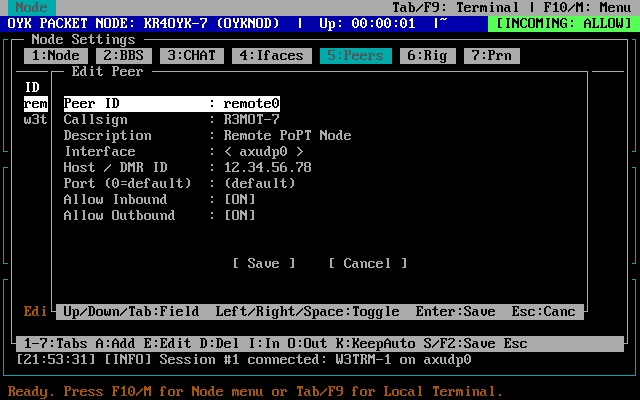 Node Tab/F9: Terminal | F10/M: Menu
OYK PACKET NODE: KR4OYK-7 (OYKNOD) | Up: 00:00:01 |~ [INCOMING: ALLOW]
Node Settings
1:Node 2:BBS 3:CHAT 4:Ifaces 5:Peers 6:Rig 7:Prn
Edit Peer
ID
rem Peer ID : remote0
w3t Callsign : R3MOT-7
Description : Remote PoPT Node
Interface : < axudp0 >
Host / DMR ID : 12.34.56.78
Port (0=default) : (default)
Allow Inbound : [ON]
Allow Outbound : [ON]
[ Save ] [ Cancel ]
Edi Up/Down/Tab:Field Left/Right/Space:Toggle Enter:Save Esc:Canc
1-7:Tabs A:Add E:Edit D:Del I:In O:Out K:KeepAuto S/F2:Save Esc
[21:53:31] [INFO] Session #1 connected: W3TRM-1 on axudp0
Ready. Press F10/M for Node menu or Tab/F9 for Local Terminal.